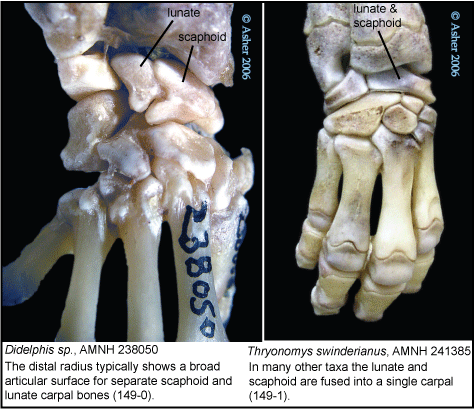 lunate
scaphoid
© Asher 2006
238050
lunate &
scaphoid
© Asher 2006
Didelphis sp., AMNH 238050
The distal radius typically shows a broad
articular surface for separate scaphoid and
lunate carpal bones (149-0).
Thryonomys swinderianus, AMNH 241385
In many other taxa the lunate and
scaphoid are fused into a single carpal
(149-1).